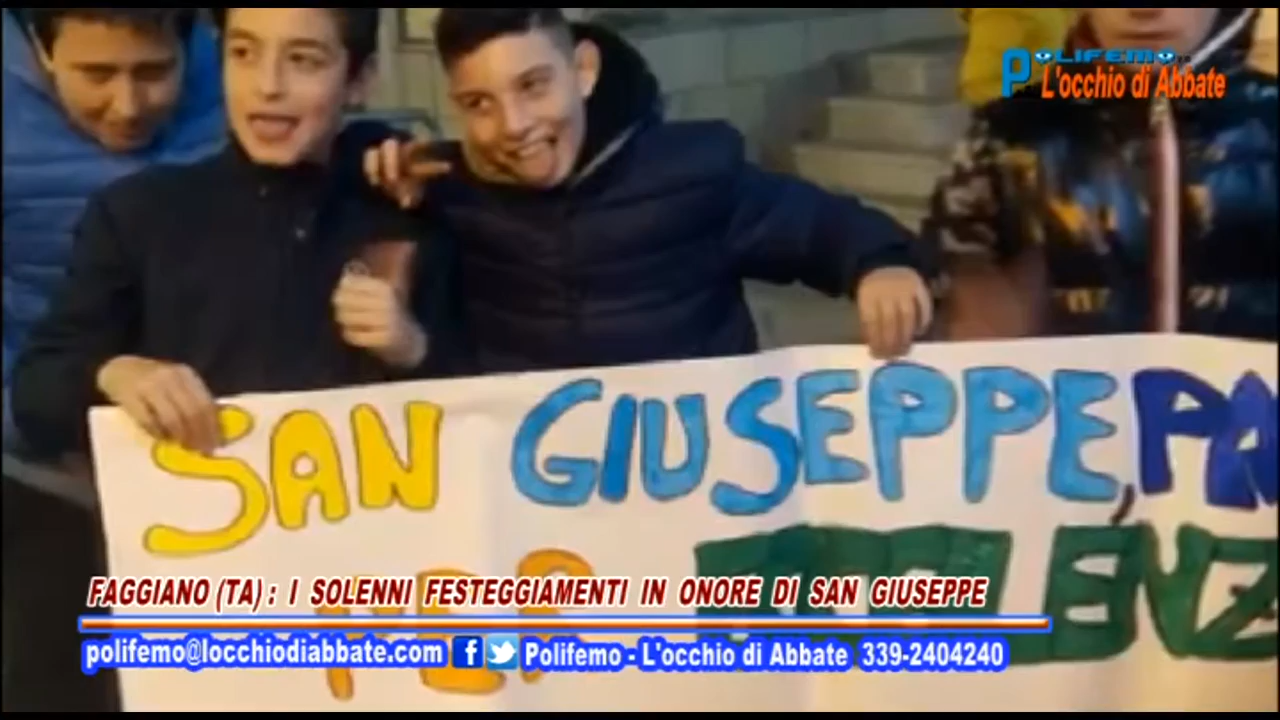 POLIFEMO
L'occhio di Abbate
SAN GIUSEPPE
PER
FAGGIANO (TA) : I SOLENNI FESTEGGIAMENTI IN ONORE DI SAN GIUSEPPE
polifemo@locchiodiabbate.com Polifemo - L'occhio di Abbate 339-2404240